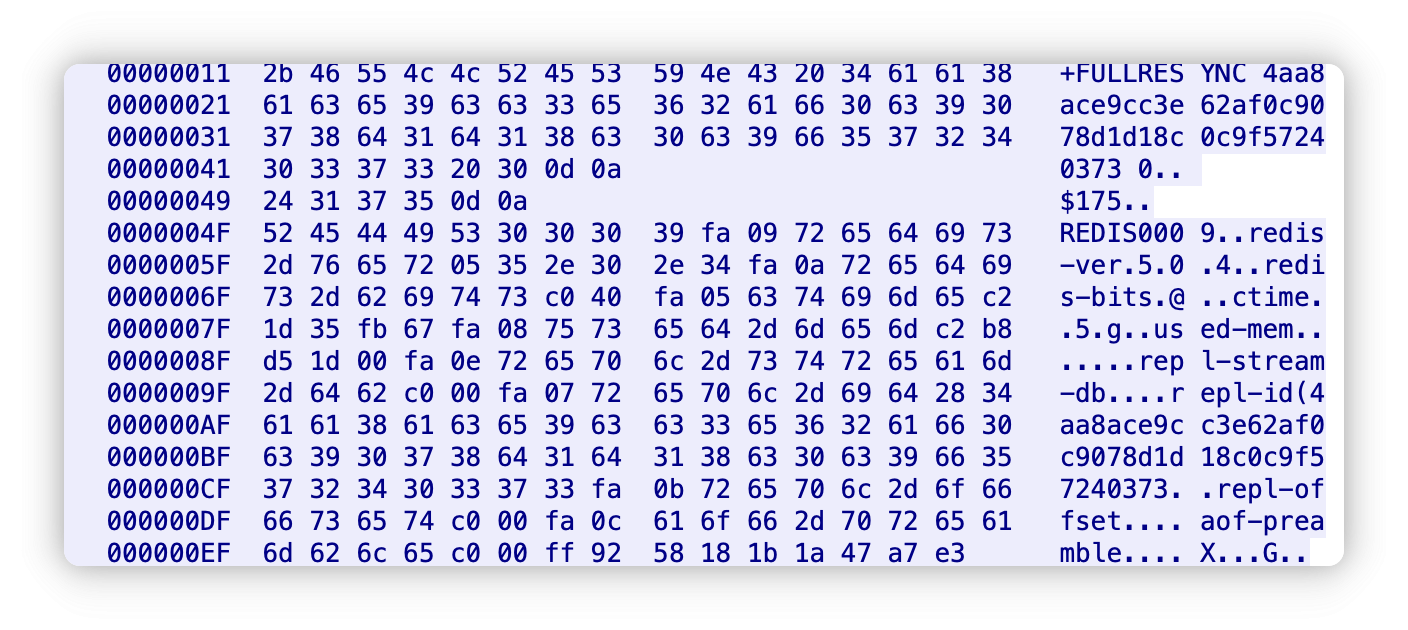 00000011  2b 46 55 4c 4c 52 45 53  59 4e 43 20 34 61 61 38   +FULLRES YNC 4aa8
00000021  61 63 65 39 63 63 33 65  36 32 61 66 30 63 39 30   ace9cc3e 62af0c90
00000031  37 38 64 31 64 31 38 63  30 63 39 66 35 37 32 34   78d1d18c 0c9f5724
00000041  30 33 37 33 20 30 0d 0a                            0373 0..
00000049  24 31 37 35 0d 0a                                  $175..
0000004F  52 45 44 49 53 30 30 30  39 fa 09 72 65 64 69 73   REDIS000 9..redis
0000005F  2d 76 65 72 05 35 2e 30  2e 34 fa 0a 72 65 64 69   -ver.5.0 .4..redi
0000006F  73 2d 62 69 74 73 c0 40  fa 05 63 74 69 6d 65 c2   s-bits.@ ..ctime.
0000007F  1d 35 fb 67 fa 08 75 73  65 64 2d 6d 65 6d c2 b8   .5.g..us ed-mem..
0000008F  d5 1d 00 fa 0e 72 65 70  6c 2d 73 74 72 65 61 6d   .....rep l-stream
0000009F  2d 64 62 c0 00 fa 07 72  65 70 6c 2d 69 64 28 34   -db....r epl-id(4
000000AF  61 61 38 61 63 65 39 63  63 33 65 36 32 61 66 30   aa8ace9c c3e62af0
000000BF  63 39 30 37 38 64 31 64  31 38 63 30 63 39 66 35   c9078d1d 18c0c9f5
000000CF  37 32 34 30 33 37 33 fa  0b 72 65 70 6c 2d 6f 66   7240373. .repl-of
000000DF  66 73 65 74 c0 00 fa 0c  61 6f 66 2d 70 72 65 61   fset.... aof-prea
000000EF  6d 62 6c 65 c0 00 ff 92  58 18 1b 1a 47 a7 e3      mble.... X...G..